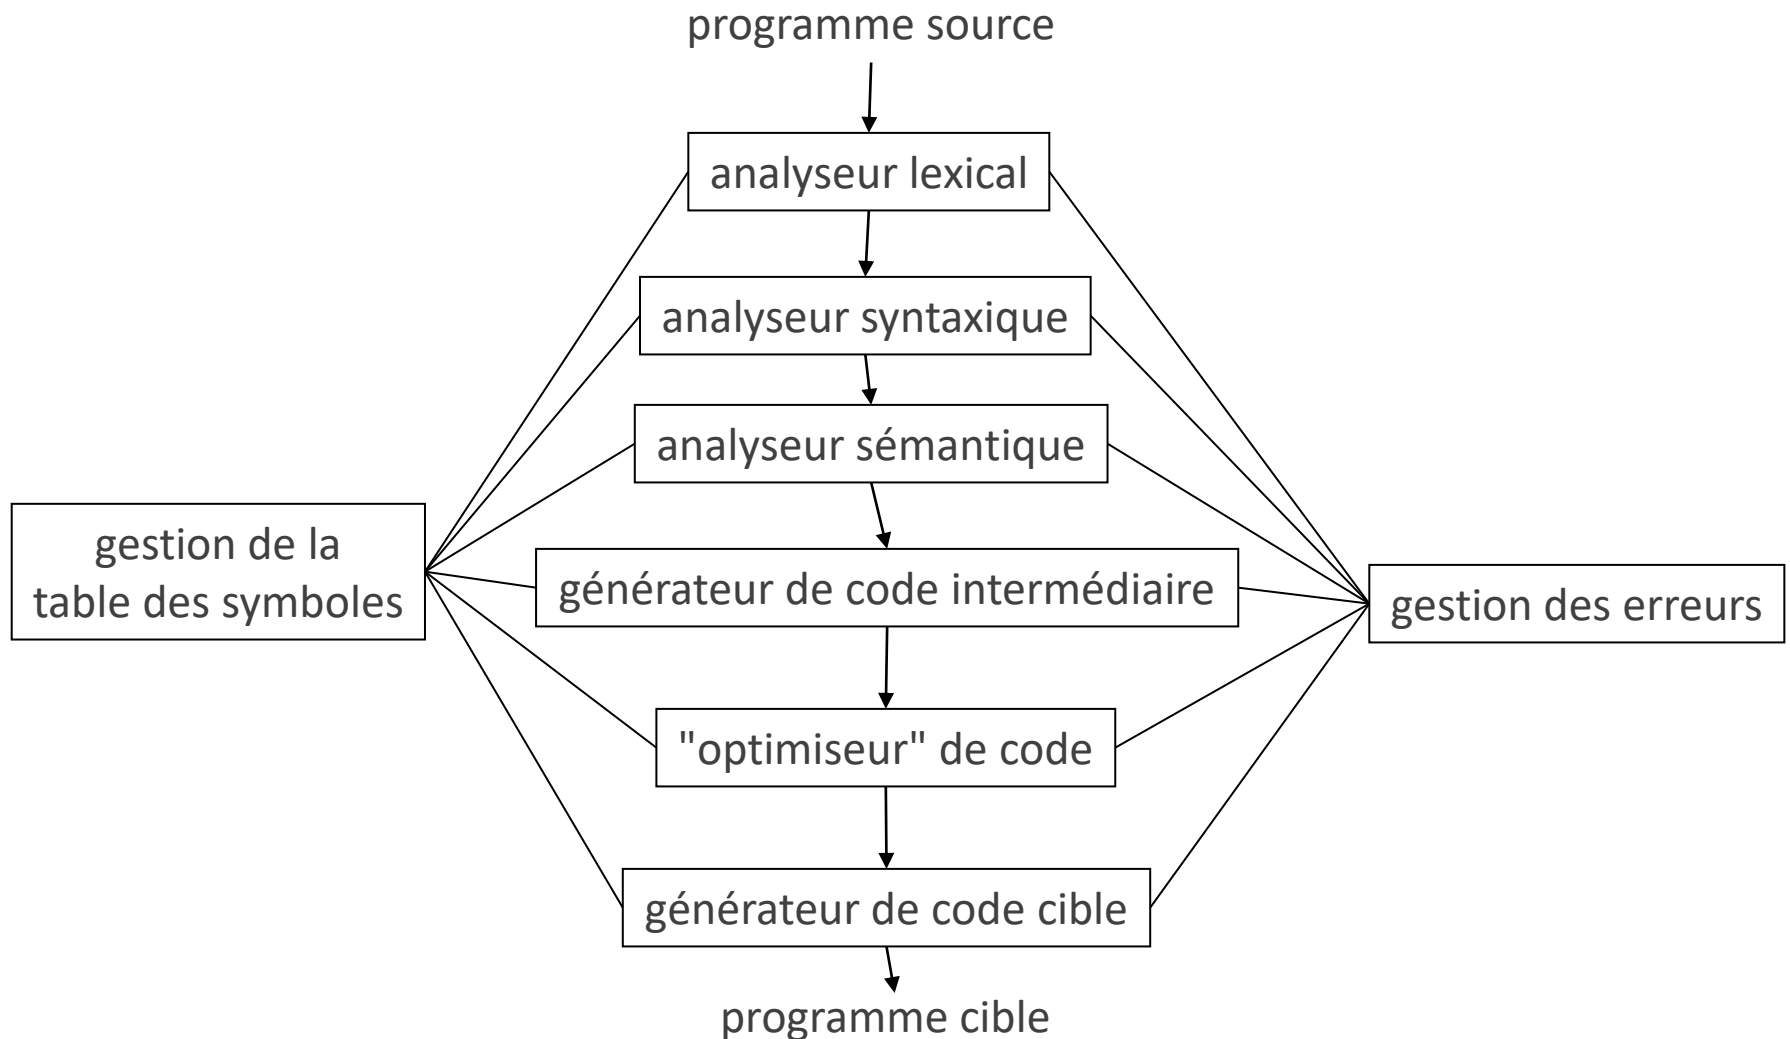 programme source
analyseur lexical
analyseur syntaxique
analyseur sémantique
gestion de la
table des symboles
générateur de code intermédiaire
gestion des erreurs
"optimiseur" de code
générateur de code cible
programme cible